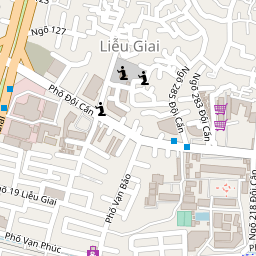 Ngõ 127
Liễu Giai
Ngõ 285 Đội Cấn
Ngõ 283 Đội Cấn
Phố Đội Cấn
Giai
Ngõ 19 Liễu Giai
Phố Vạn Bảo
Phố Vạn Phúc
Ngõ 218 Đội Cấn